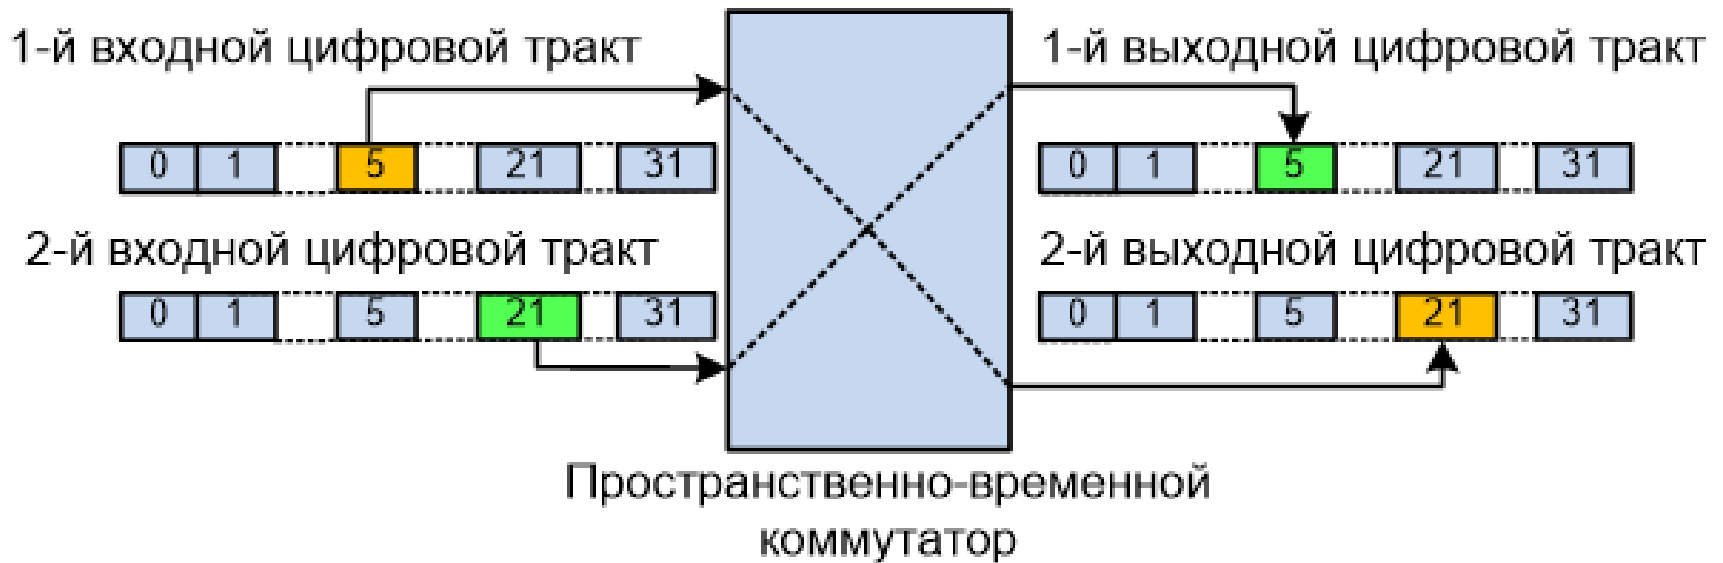 1-й входной цифровой тракт
1-й выходной цифровой тракт
0 1 5 21 31
0 1 5 21 31
2-й входной цифровой тракт
2-й выходной цифровой тракт
0 1 5 21 31
0 1 5 21 31
Пространственно-временной
коммутатор